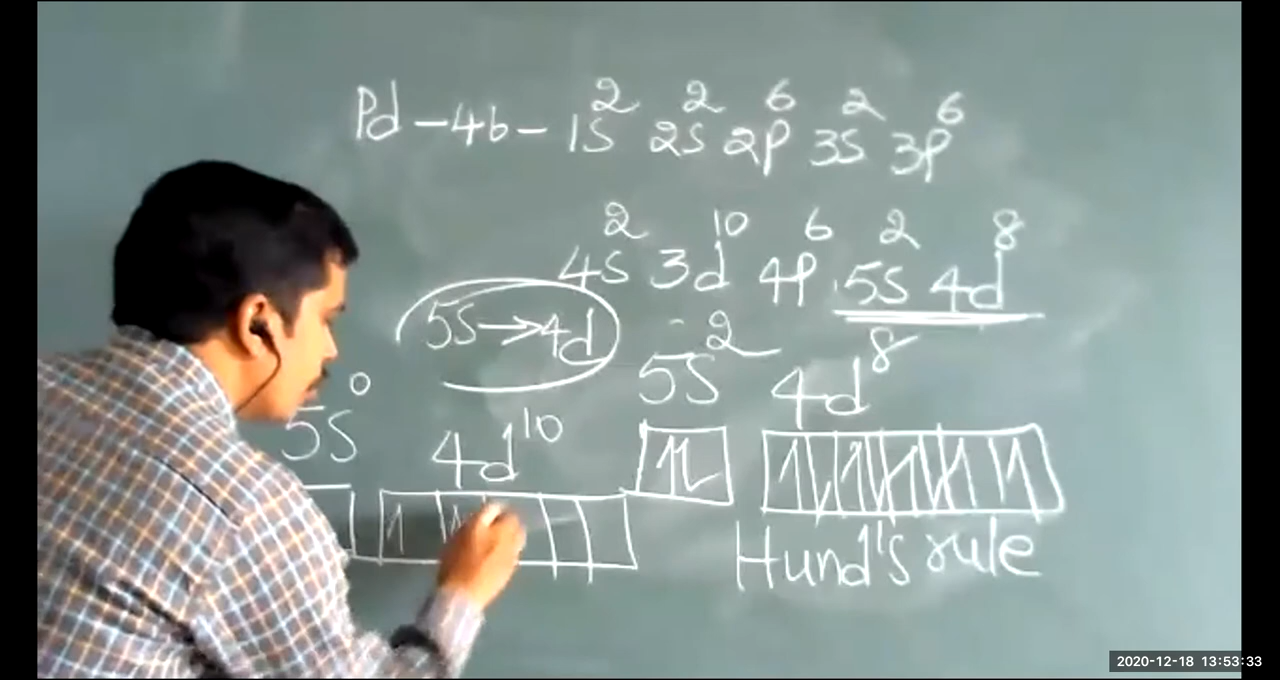 Pd - 46 - 1s² 2s² 2p⁶ 3s² 3p⁶
4s² 3d¹⁰ 4p⁶ 5s² 4d⁸
5s → 4d
5s² 4d⁸
5s⁰ 4d¹⁰
Hund's rule
2020-12-18 13:53:33